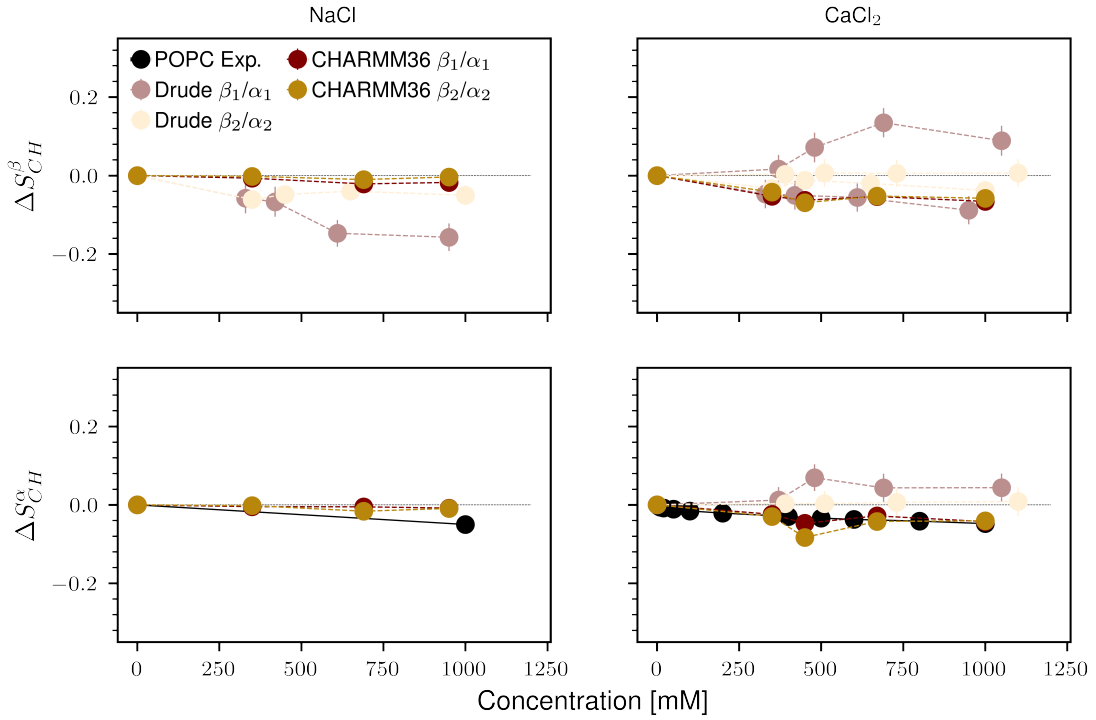 NaCl
CaCl₂
POPC Exp.
Drude β₁/α₁
Drude β₂/α₂
CHARMM36 β₁/α₁
CHARMM36 β₂/α₂
ΔS^β_CH
0.2
0.0
−0.2
ΔS^α_CH
0.2
0.0
−0.2
0 250 500 750 1000 1250
0 250 500 750 1000 1250
Concentration [mM]